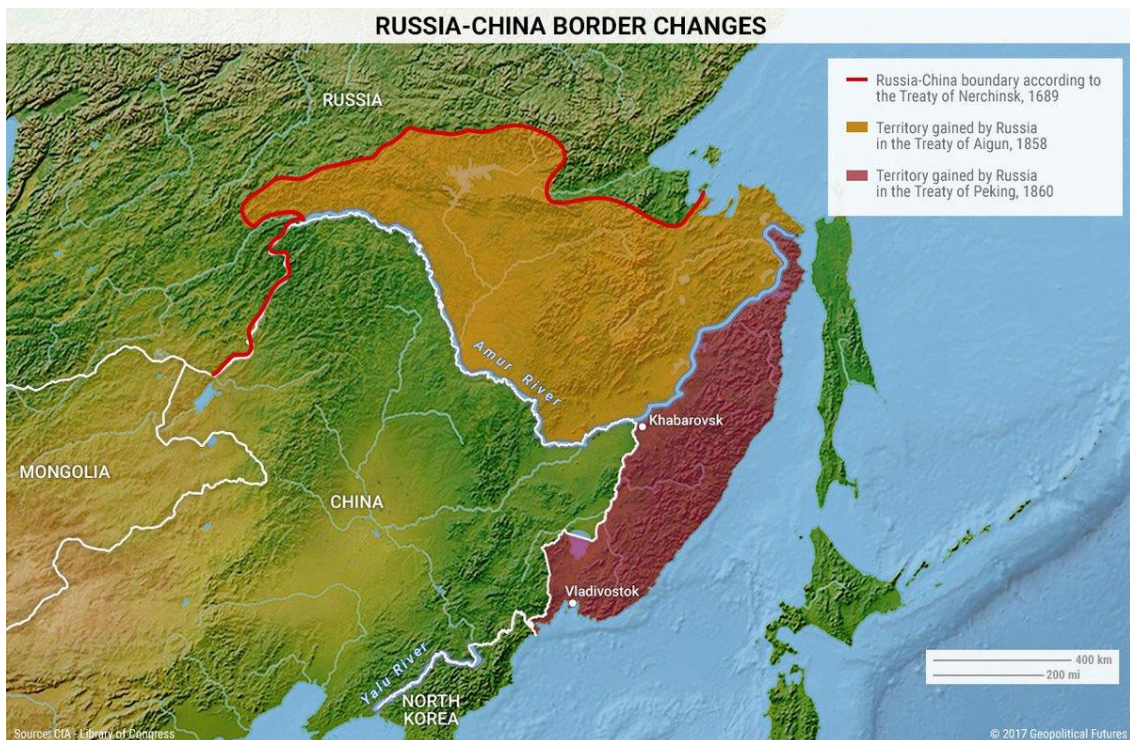 RUSSIA-CHINA BORDER CHANGES
Russia-China boundary according to
the Treaty of Nerchinsk, 1689
Territory gained by Russia
in the Treaty of Aigun, 1858
Territory gained by Russia
in the Treaty of Peking, 1860
RUSSIA
Amur River
Khabarovsk
MONGOLIA
CHINA
Vladivostok
Yalu River
NORTH
KOREA
400 km
200 mi
Source: CIA - Library of Congress
© 2017 Geopolitical Futures